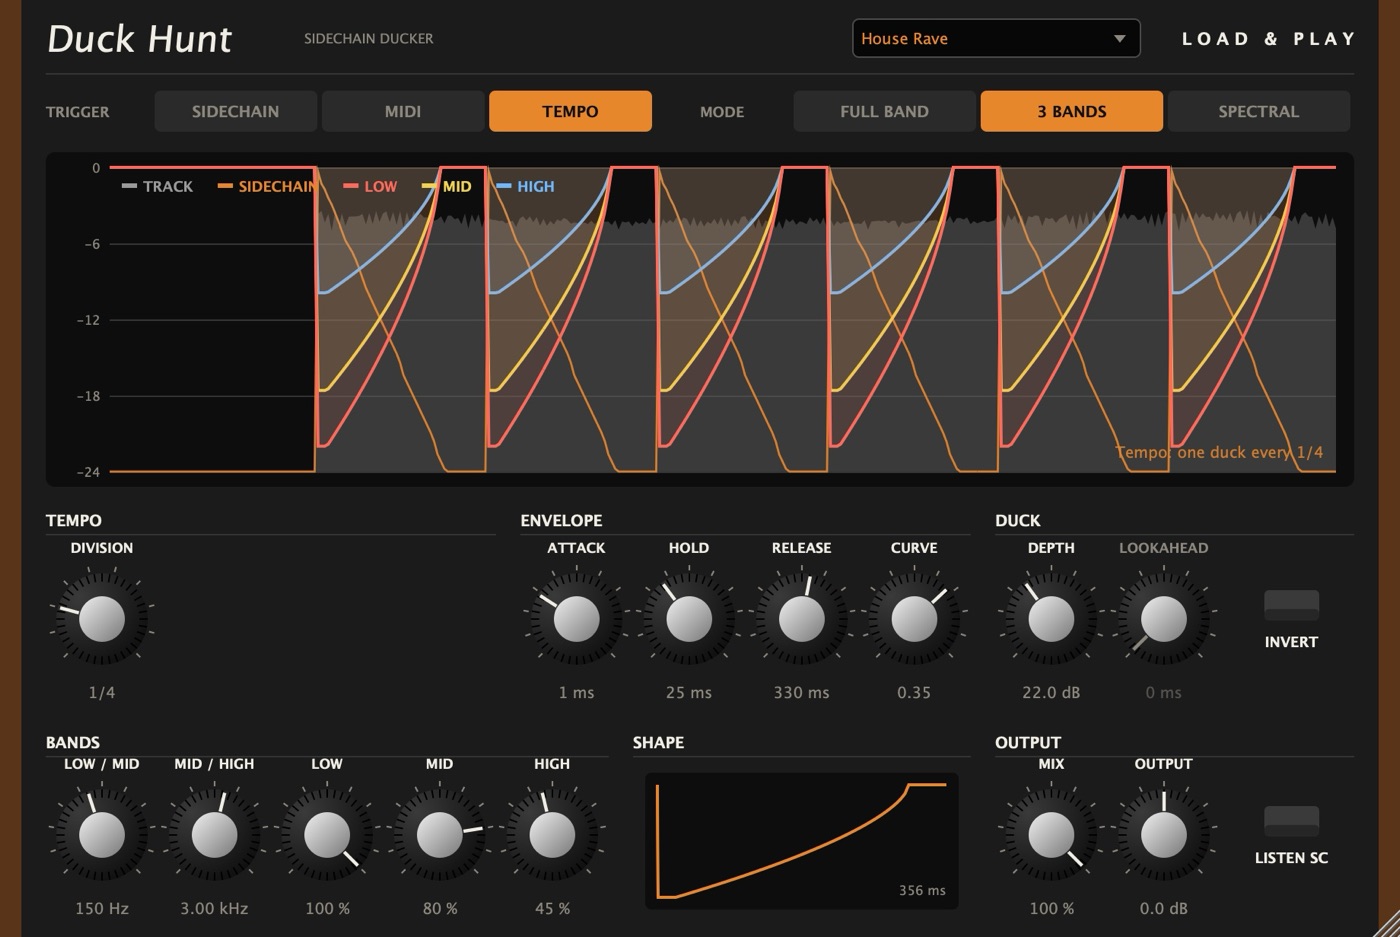 Duck Hunt SIDECHAIN DUCKER House Rave LOAD & PLAY
TRIGGER SIDECHAIN MIDI TEMPO MODE FULL BAND 3 BANDS SPECTRAL
0
TRACK SIDECHAIN LOW MID HIGH
-6
-12
-18
Tempo: one duck every 1/4
-24
TEMPO ENVELOPE DUCK
DIVISION ATTACK HOLD RELEASE CURVE DEPTH LOOKAHEAD
INVERT
1/4 1 ms 25 ms 330 ms 0.35 22.0 dB 0 ms
BANDS SHAPE OUTPUT
LOW / MID MID / HIGH LOW MID HIGH MIX OUTPUT
LISTEN SC
356 ms
150 Hz 3.00 kHz 100 % 80 % 45 % 100 % 0.0 dB